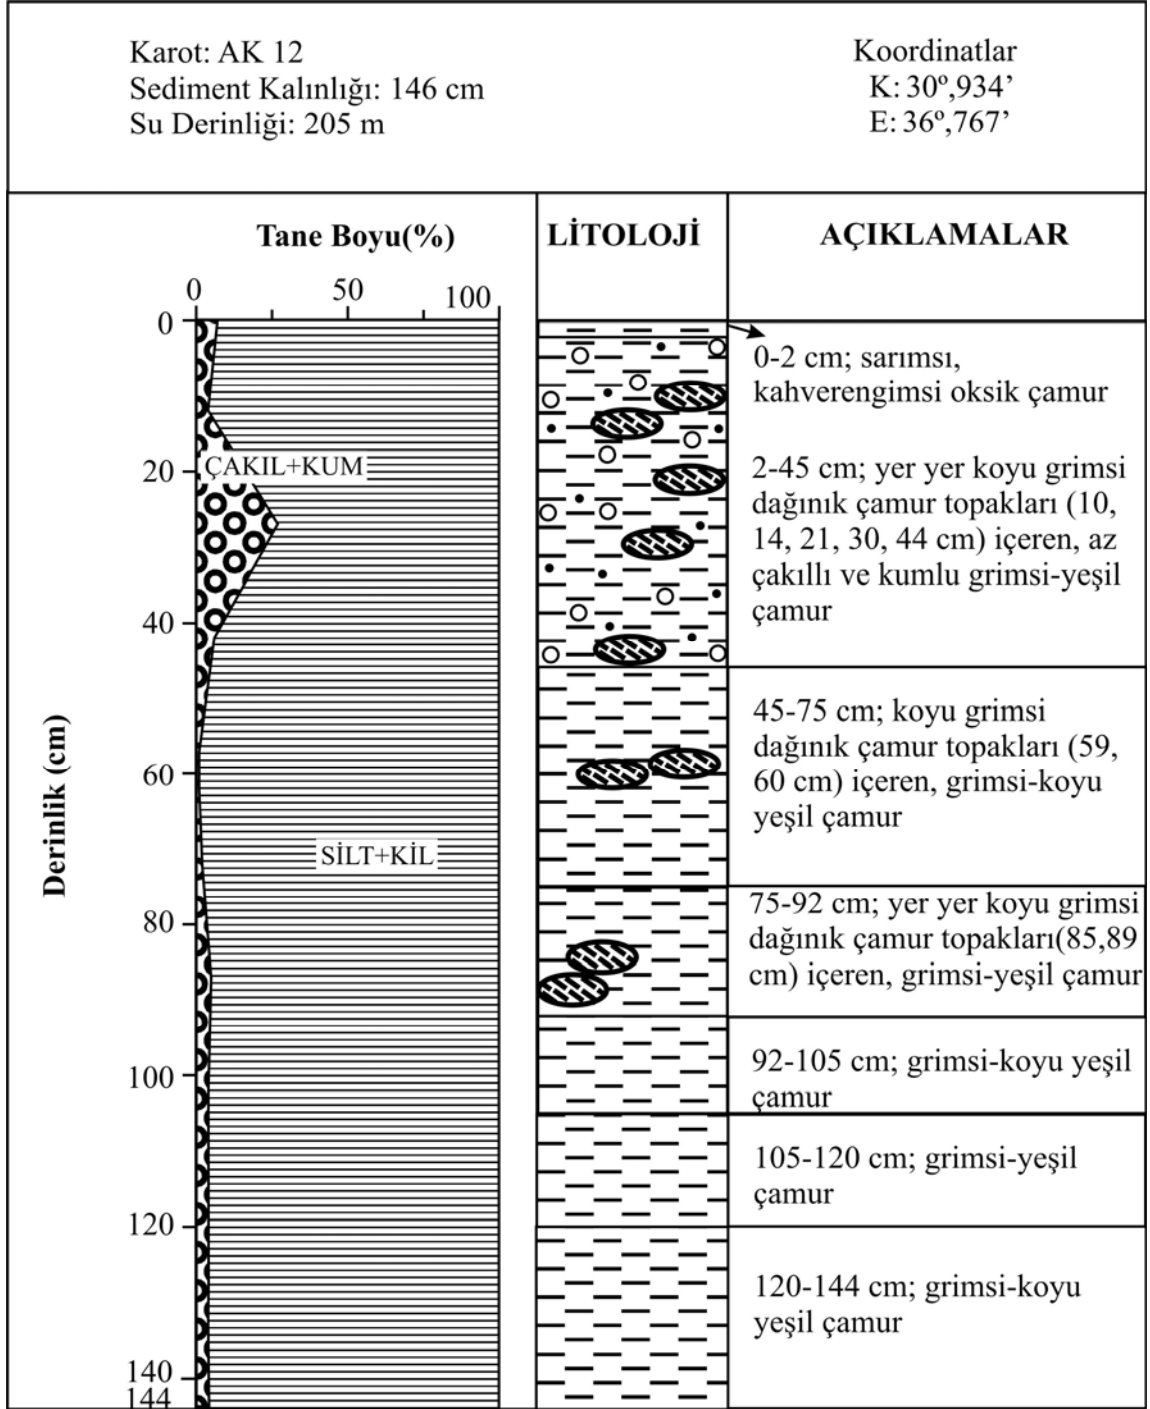 Karot: AK 12
Sediment Kalınlığı: 146 cm
Su Derinliği: 205 m
Koordinatlar
K: 30º,934’
E: 36º,767’
Tane Boyu(%)
LİTOLOJİ
AÇIKLAMALAR
0 50 100
Derinlik (cm)
0
20
40
60
80
100
120
140
144
ÇAKIL+KUM
SİLT+KİL
0-2 cm; sarımsı,
kahverengimsi oksik çamur
2-45 cm; yer yer koyu grimsi
dağınık çamur topakları (10,
14, 21, 30, 44 cm) içeren, az
çakıllı ve kumlu grimsi-yeşil
çamur
45-75 cm; koyu grimsi
dağınık çamur topakları (59,
60 cm) içeren, grimsi-koyu
yeşil çamur
75-92 cm; yer yer koyu grimsi
dağınık çamur topakları(85,89
cm) içeren, grimsi-yeşil çamur
92-105 cm; grimsi-koyu yeşil
çamur
105-120 cm; grimsi-yeşil
çamur
120-144 cm; grimsi-koyu
yeşil çamur